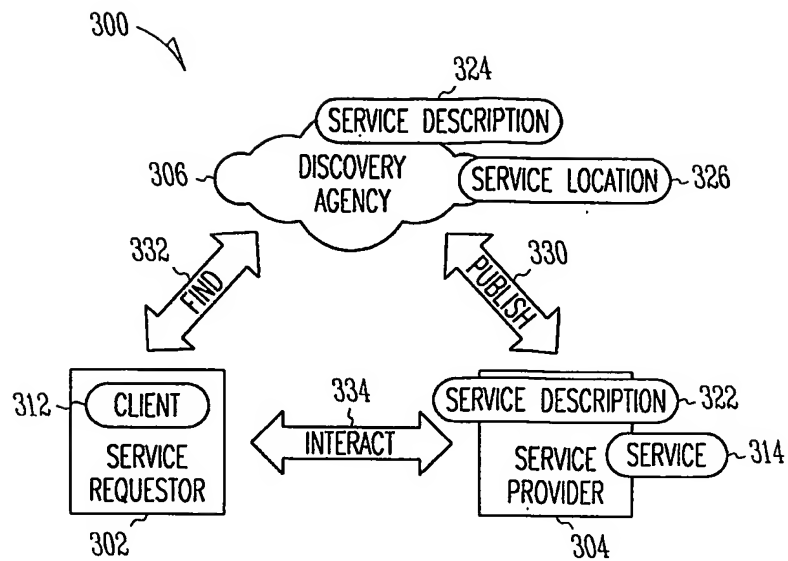 300
324
SERVICE DESCRIPTION
306
DISCOVERY
AGENCY
SERVICE LOCATION
326
332
FIND
330
PUBLISH
312
CLIENT
SERVICE
REQUESTOR
302
334
INTERACT
SERVICE DESCRIPTION
322
SERVICE
PROVIDER
SERVICE
314
304